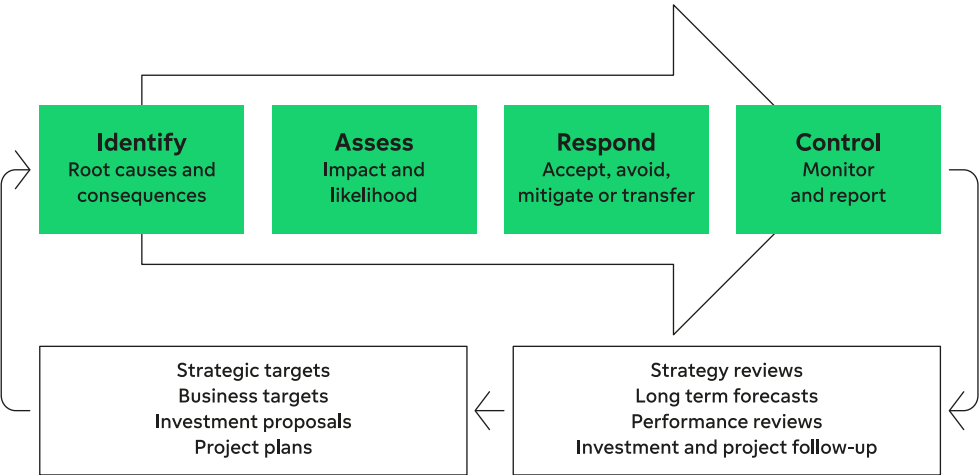 Identify
Root causes and
consequences
Assess
Impact and
likelihood
Respond
Accept, avoid,
mitigate or transfer
Control
Monitor
and report
Strategic targets
Business targets
Investment proposals
Project plans
Strategy reviews
Long term forecasts
Performance reviews
Investment and project follow-up